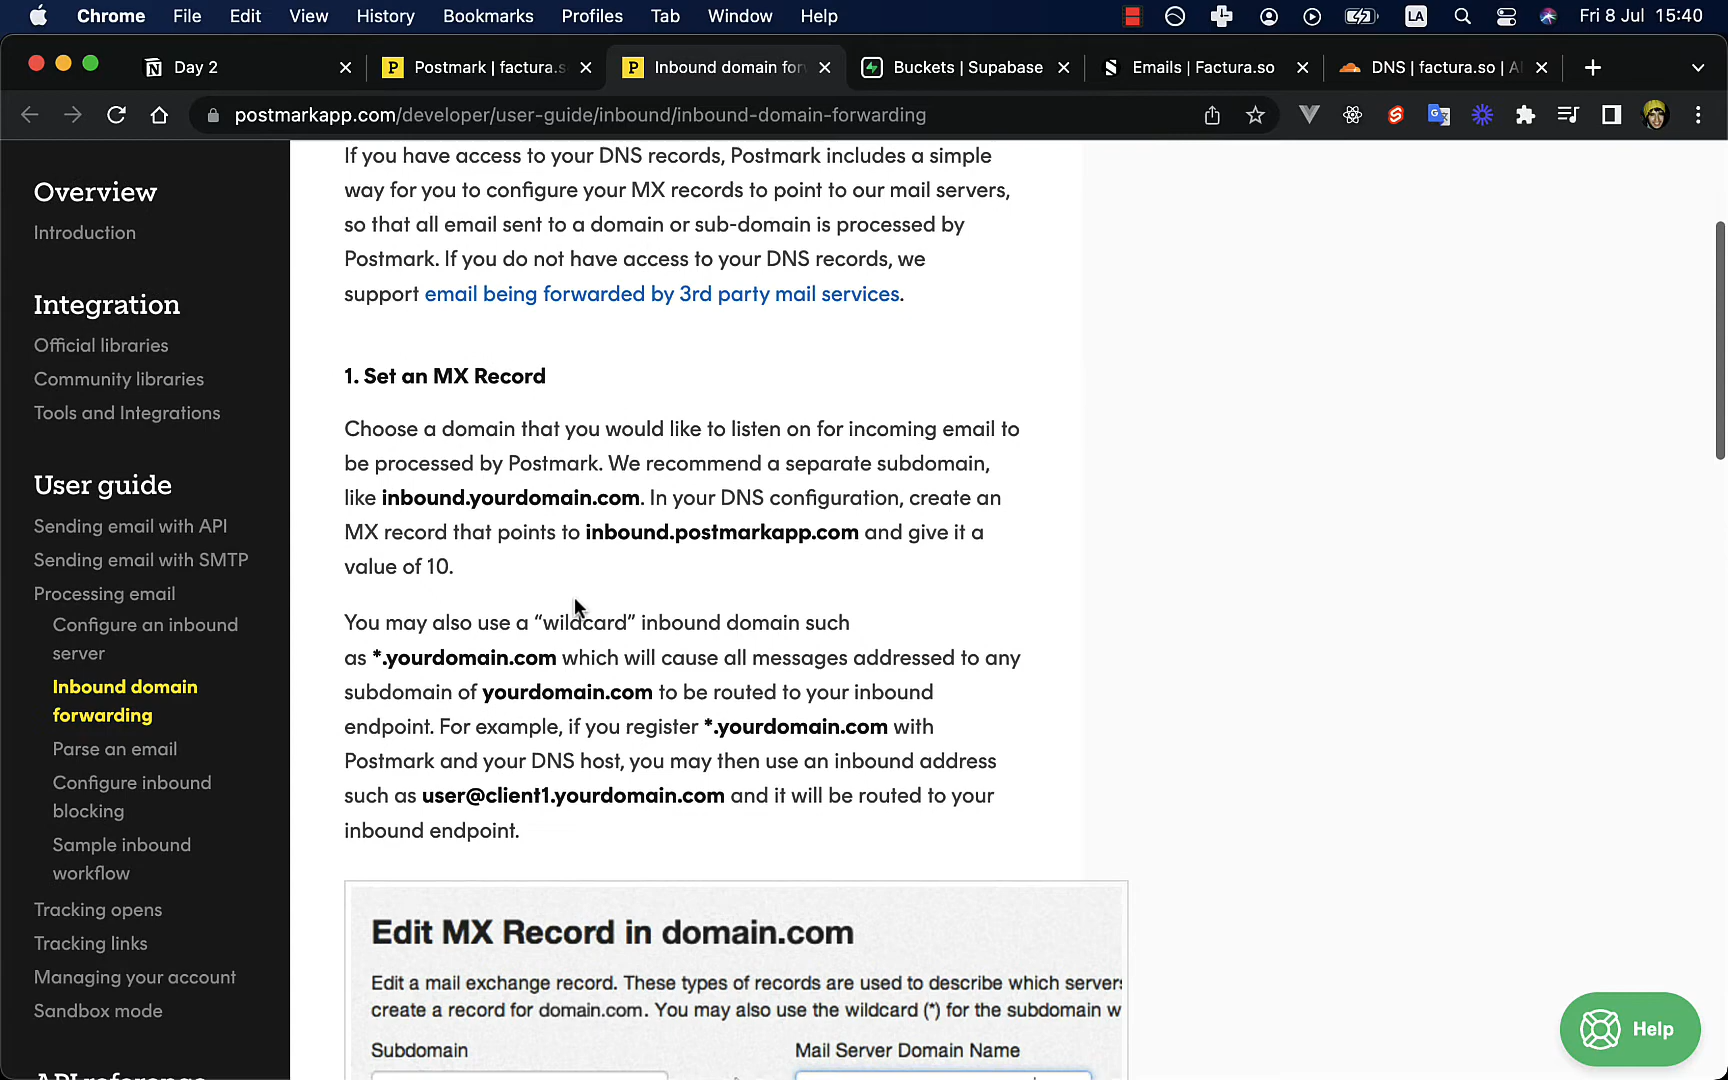 Chrome File Edit View History Bookmarks Profiles Tab Window Help LA Fri 8 Jul 15:40
Day 2
Postmark | factura.s
Inbound domain for
Buckets | Supabase
Emails | Factura.so
DNS | factura.so |
postmarkapp.com/developer/user-guide/inbound/inbound-domain-forwarding
Overview
Introduction
Integration
Official libraries
Community libraries
Tools and Integrations
User guide
Sending email with API
Sending email with SMTP
Processing email
Configure an inbound
server
Inbound domain
forwarding
Parse an email
Configure inbound
blocking
Sample inbound
workflow
Tracking opens
Tracking links
Managing your account
Sandbox mode
API reference
If you have access to your DNS records, Postmark includes a simple
way for you to configure your MX records to point to our mail servers,
so that all email sent to a domain or sub-domain is processed by
Postmark. If you do not have access to your DNS records, we
support email being forwarded by 3rd party mail services.
1. Set an MX Record
Choose a domain that you would like to listen on for incoming email to
be processed by Postmark. We recommend a separate subdomain,
like inbound.yourdomain.com. In your DNS configuration, create an
MX record that points to inbound.postmarkapp.com and give it a
value of 10.
You may also use a “wildcard” inbound domain such
as *.yourdomain.com which will cause all messages addressed to any
subdomain of yourdomain.com to be routed to your inbound
endpoint. For example, if you register *.yourdomain.com with
Postmark and your DNS host, you may then use an inbound address
such as user@client1.yourdomain.com and it will be routed to your
inbound endpoint.
Edit MX Record in domain.com
Edit a mail exchange record. These types of records are used to describe which servers
create a record for domain.com. You may also use the wildcard (*) for the subdomain w
Subdomain
Mail Server Domain Name
Help